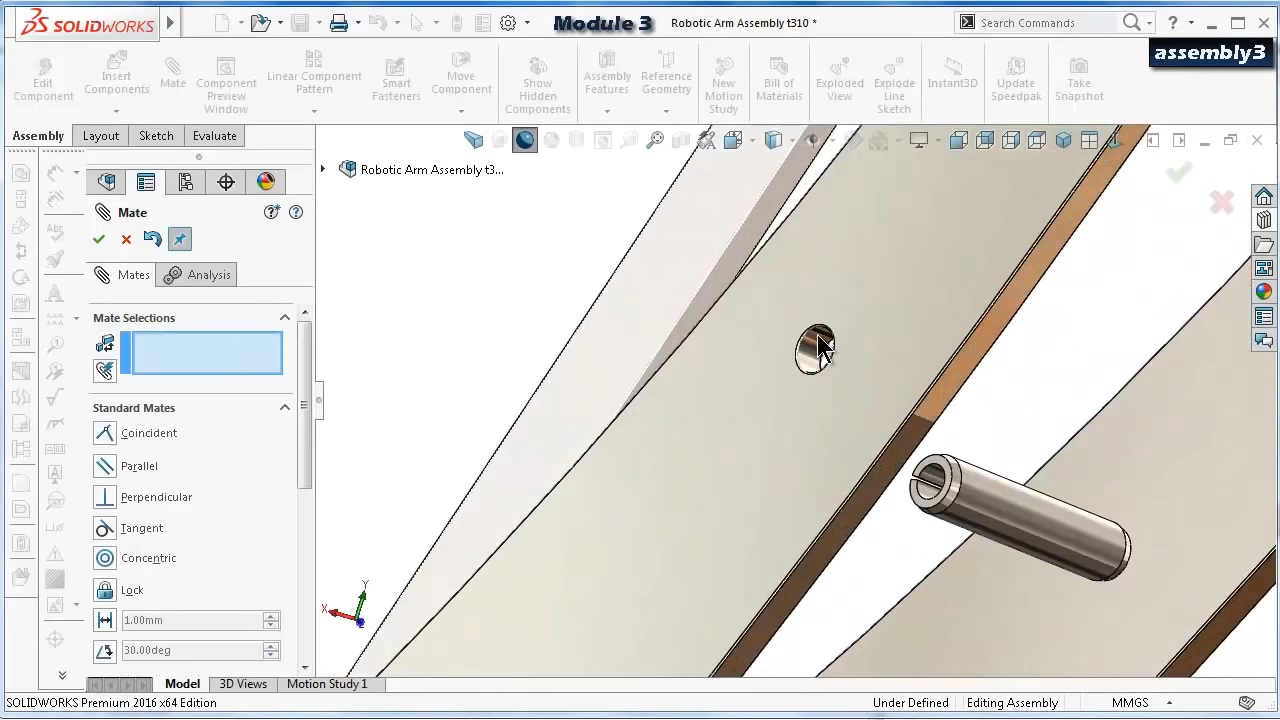 SOLIDWORKS
Module 3
Robotic Arm Assembly t310 *
Search Commands
?
assembly3
Edit
Component
Insert
Components
Mate
Component
Preview
Window
Linear Component
Pattern
Smart
Fasteners
Move
Component
Show
Hidden
Components
Assembly
Features
Reference
Geometry
New
Motion
Study
Bill of
Materials
Exploded
View
Explode
Line
Sketch
Instant3D
Update
Speedpak
Take
Snapshot
Assembly
Layout
Sketch
Evaluate
Robotic Arm Assembly t3...
Mate
Mates
Analysis
Mate Selections
Standard Mates
Coincident
Parallel
Perpendicular
Tangent
Concentric
Lock
1.00mm
30.00deg
Y
X
Z
Model
3D Views
Motion Study 1
SOLIDWORKS Premium 2016 x64 Edition
Under Defined
Editing Assembly
MMGS